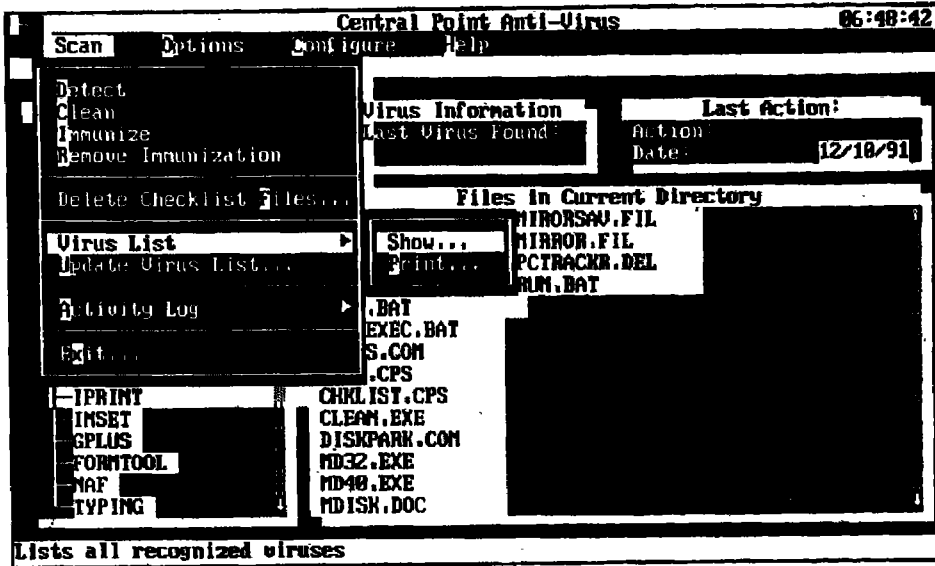 Central Point Anti-Virus 06:48:42
Scan Options Configure Help
Detect
Clean
Immunize
Remove Immunization
Delete Checklist Files...
Virus List
Update Virus List...
Activity Log
Exit...
Show...
Print...
Virus Information
Last Virus Found:
Last Action:
Action:
Date: 12/10/91
Files in Current Directory
MIRORSAV.FIL
MIRROR.FIL
PCTRACKR.DEL
RUM.BAT
.BAT
EXEC.BAT
S.COM
.CPS
CHKLIST.CPS
CLEAN.EXE
DISKPARK.COM
MD32.EXE
MD40.EXE
MDISK.DOC
IPRINT
INSET
GPLUS
FORMTOOL
NAF
TYPING
Lists all recognized viruses